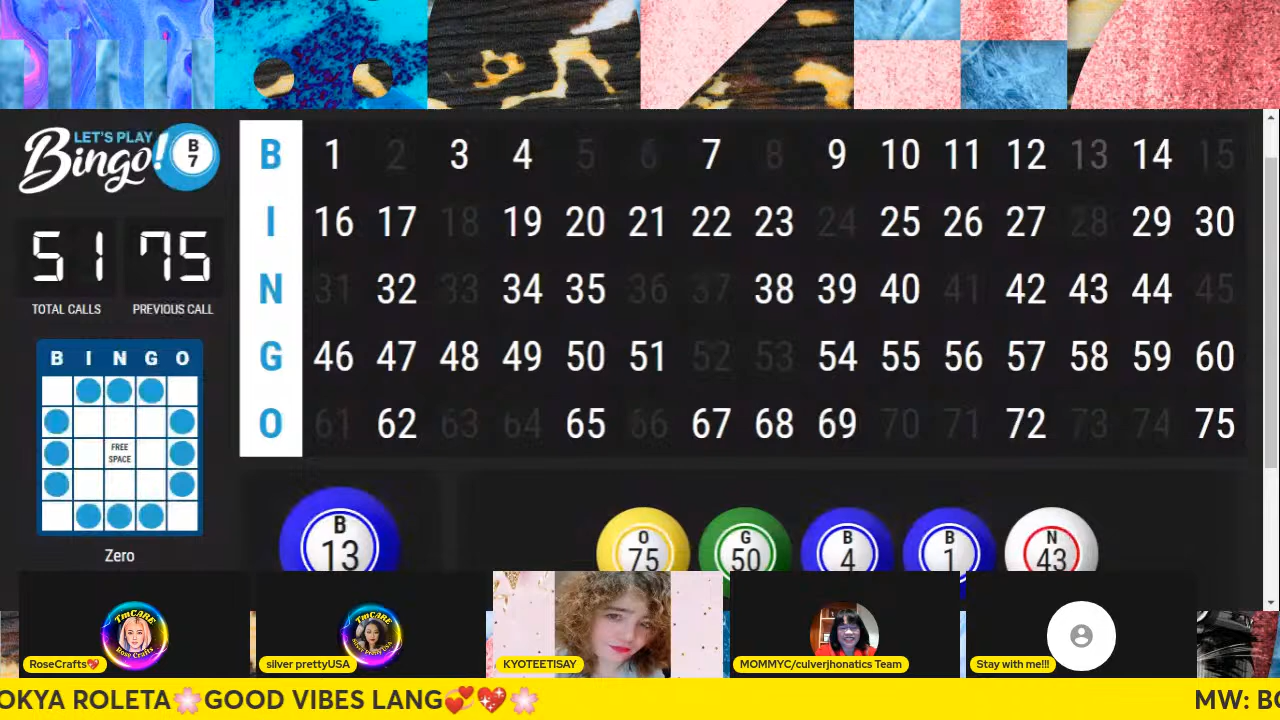 LET'S PLAY
Bingo!
B
7
51
75
TOTAL CALLS
PREVIOUS CALL
B I N G O
FREE
SPACE
Zero
B 1 2 3 4 5 6 7 8 9 10 11 12 13 14 15
I 16 17 18 19 20 21 22 23 24 25 26 27 28 29 30
N 31 32 33 34 35 36 37 38 39 40 41 42 43 44 45
G 46 47 48 49 50 51 52 53 54 55 56 57 58 59 60
O 61 62 63 64 65 66 67 68 69 70 71 72 73 74 75
B
13
O
75
G
50
B
4
B
1
N
43
TmCARE
Rose Crafts
RoseCrafts💖
TmCARE
silver prettyUSA
KYOTEETISAY
MOMMYC/culverjhonatics Team
Stay with me!!!
OKYA ROLETA🌸GOOD VIBES LANG💞💖🌸
MW: